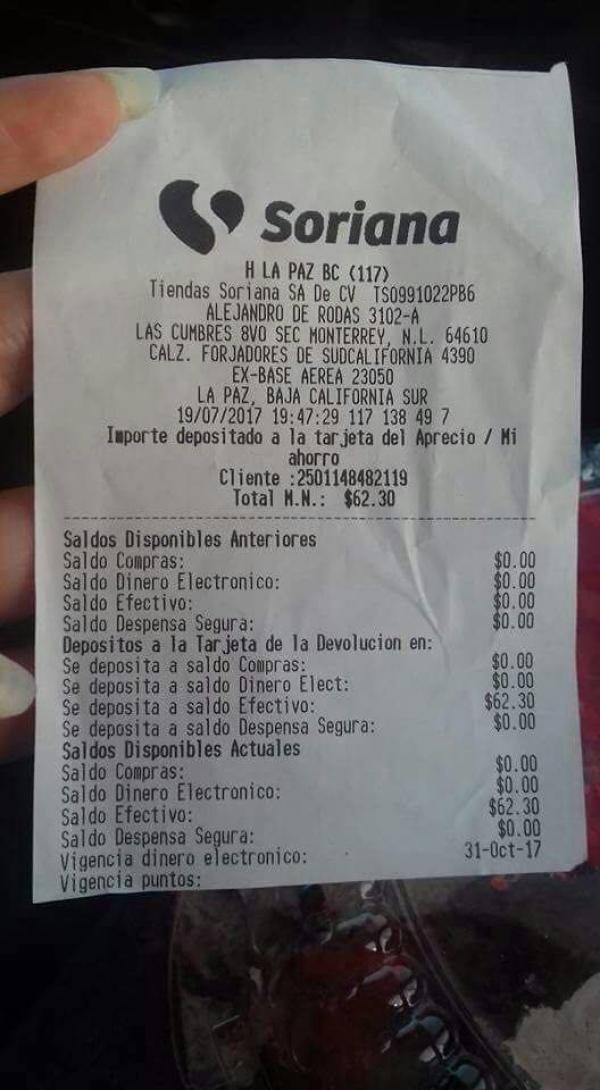 Soriana
H LA PAZ BC (117)
Tiendas Soriana SA De CV TSO991022PB6
ALEJANDRO DE RODAS 3102-A
LAS CUMBRES 8VO SEC MONTERREY, N.L. 64610
CALZ. FORJADORES DE SUDCALIFORNIA 4390
EX-BASE AEREA 23050
LA PAZ, BAJA CALIFORNIA SUR
19/07/2017 19:47:29 117 138 49 7
Importe depositado a la tarjeta del Aprecio / Mi
ahorro
Cliente :2501148482119
Total M.N.: $62.30
Saldos Disponibles Anteriores
Saldo Compras: $0.00
Saldo Dinero Electronico: $0.00
Saldo Efectivo: $0.00
Saldo Despensa Segura: $0.00
Depositos a la Tarjeta de la Devolucion en:
Se deposita a saldo Compras: $0.00
Se deposita a saldo Dinero Elect: $0.00
Se deposita a saldo Efectivo: $62.30
Se deposita a saldo Despensa Segura: $0.00
Saldos Disponibles Actuales
Saldo Compras: $0.00
Saldo Dinero Electronico: $0.00
Saldo Efectivo: $62.30
Saldo Despensa Segura: $0.00
Vigencia dinero electronico: 31-Oct-17
Vigencia puntos: